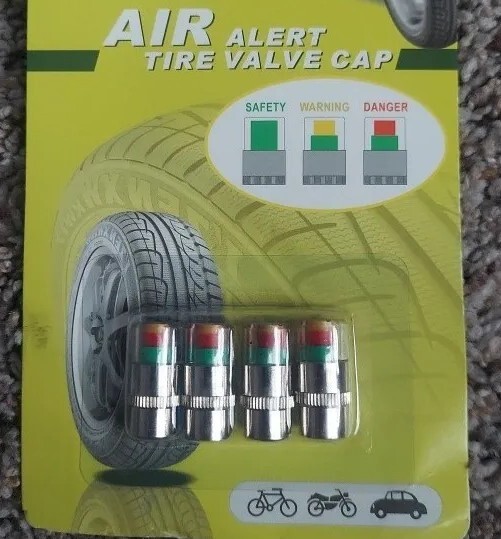 AIR ALERT
TIRE VALVE CAP
SAFETY WARNING DANGER